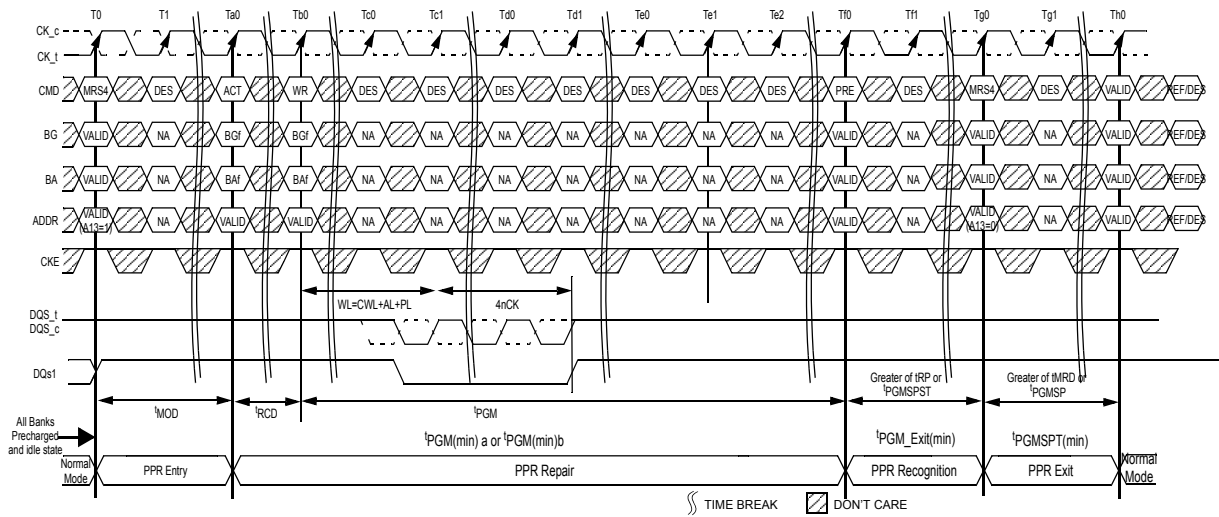 T0 T1 Ta0 Tb0 Tc0 Tc1 Td0 Td1 Te0 Te1 Te2 Tf0 Tf1 Tg0 Tg1 Th0
CK_c
CK_t
CMD MRS4 DES ACT WR DES DES DES DES DES DES DES PRE DES MRS4 DES VALID REF/DES
BG VALID NA BGf BGf NA NA NA NA NA NA NA VALID NA VALID NA VALID REF/DES
BA VALID NA BAf BAf NA NA NA NA NA NA NA VALID NA VALID NA VALID REF/DES
ADDR VALID (A13=1) NA VALID VALID NA NA NA NA NA NA NA VALID NA VALID (A13=0) NA VALID REF/DES
CKE
WL=CWL+AL+PL 4nCK
DQS_t
DQS_c
DQs1
Greater of tRP or tPGMSPST
Greater of tMRD or tPGMSP
tMOD tRCD tPGM
All Banks
Precharged
and idle state
tPGM(min) a or tPGM(min)b tPGM_Exit(min) tPGMSPT(min)
Normal Mode PPR Entry PPR Repair PPR Recognition PPR Exit Normal Mode
TIME BREAK DON'T CARE